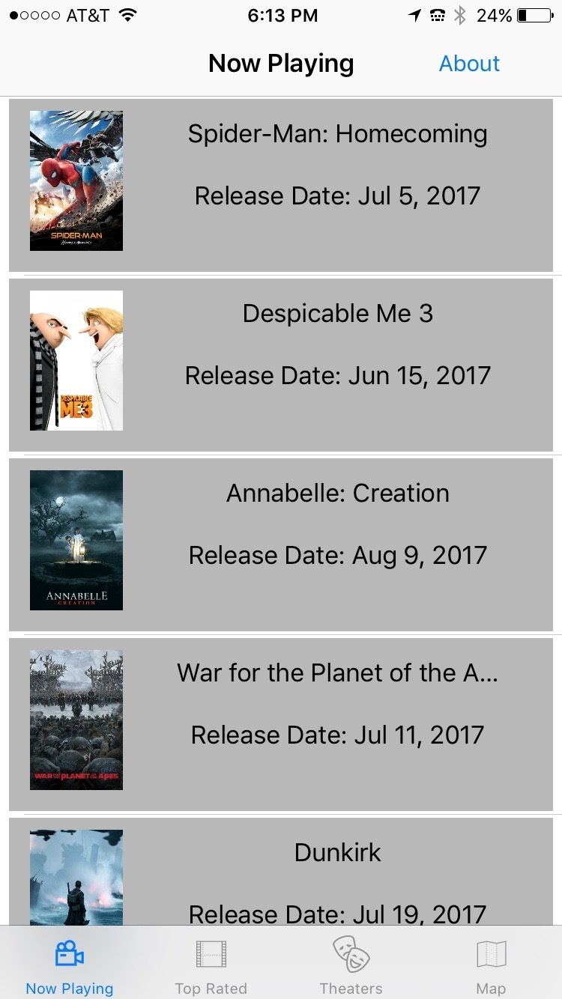 AT&T 6:13 PM 24%
Now Playing About
Spider-Man: Homecoming
Release Date: Jul 5, 2017
SPIDER-MAN
Homecoming
Despicable Me 3
Release Date: Jun 15, 2017
DESPICABLE
ME3
Annabelle: Creation
Release Date: Aug 9, 2017
ANNABELLE
CREATION
War for the Planet of the A...
Release Date: Jul 11, 2017
WAR FOR THE PLANET OF THE APES
Dunkirk
Release Date: Jul 19, 2017
Now Playing Top Rated Theaters Map